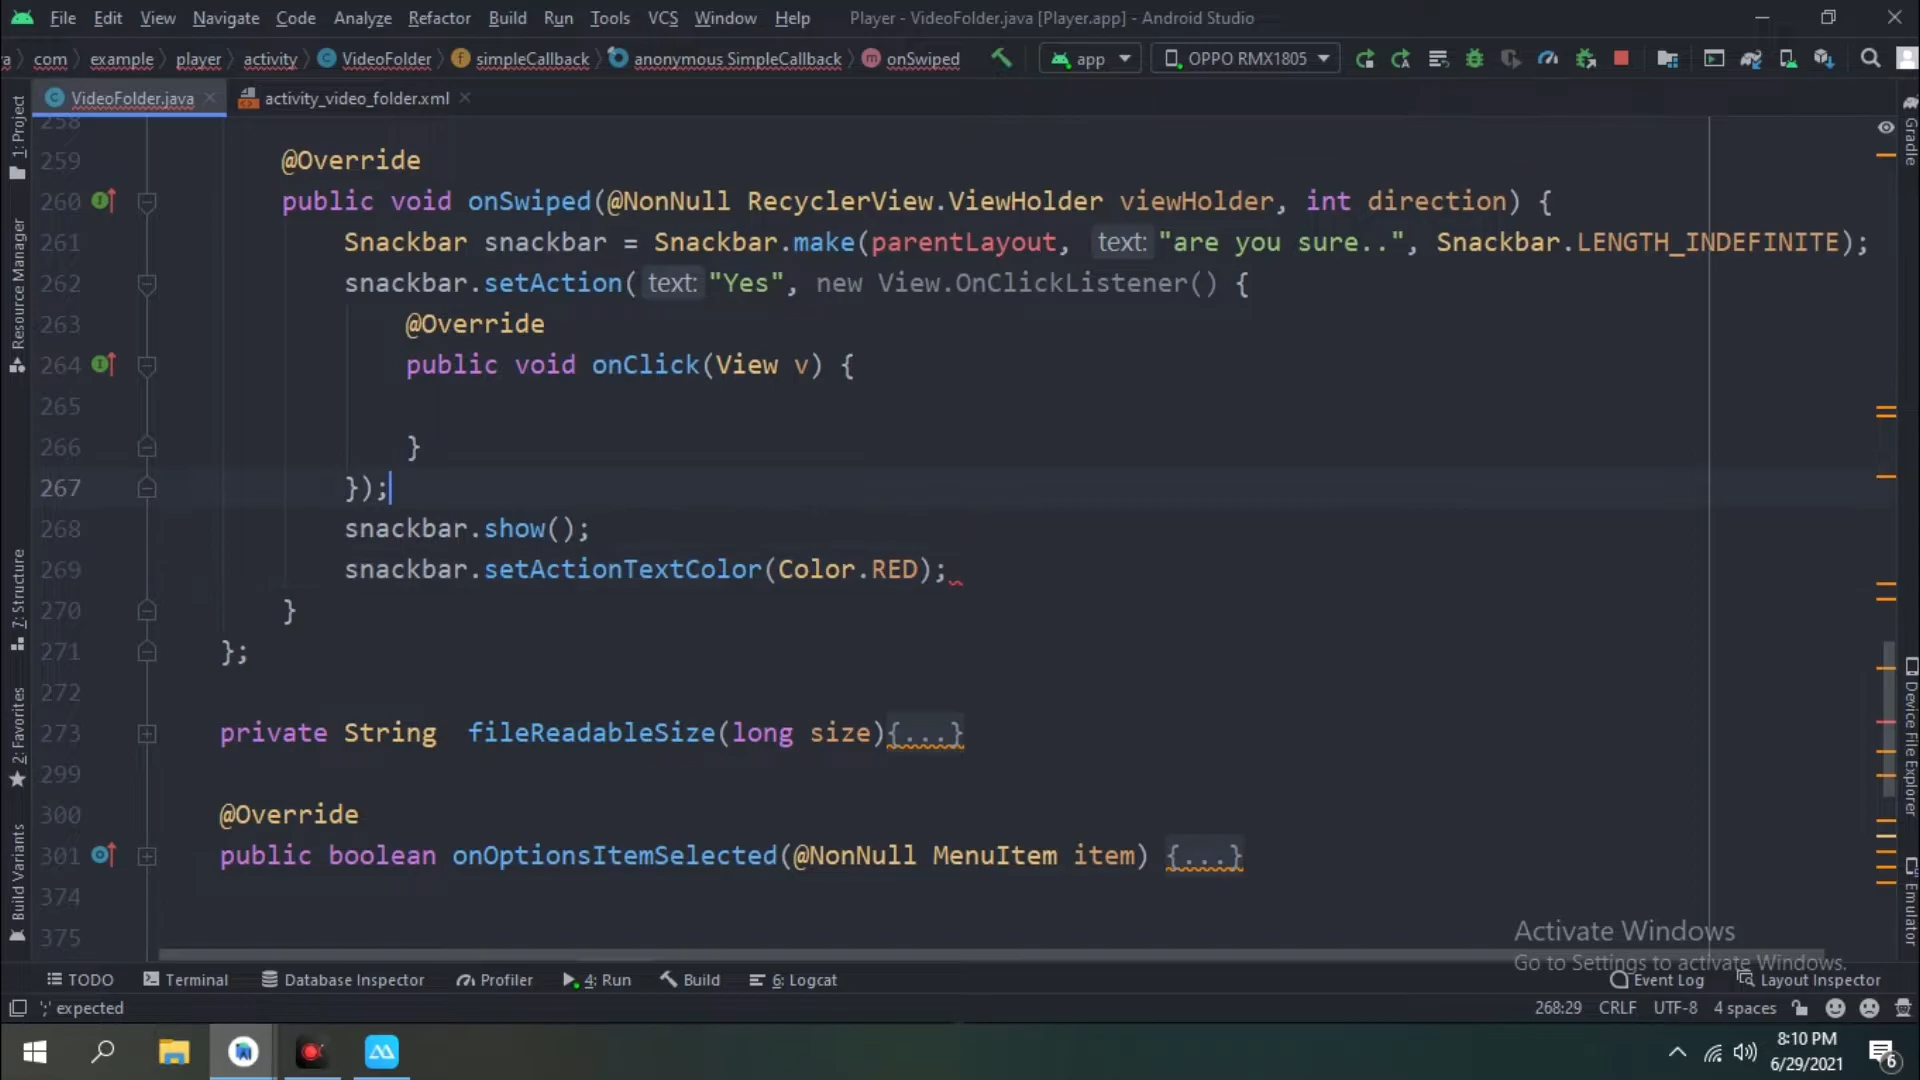 File Edit View Navigate Code Analyze Refactor Build Run Tools VCS Window Help Player - VideoFolder.java [Player.app] - Android Studio
com example player activity VideoFolder simpleCallback anonymous SimpleCallback onSwiped app OPPO RMX1805
VideoFolder.java activity_video_folder.xml
258
259 @Override
260 public void onSwiped(@NonNull RecyclerView.ViewHolder viewHolder, int direction) {
261 Snackbar snackbar = Snackbar.make(parentLayout, text: "are you sure..", Snackbar.LENGTH_INDEFINITE);
262 snackbar.setAction( text: "Yes", new View.OnClickListener() {
263 @Override
264 public void onClick(View v) {
265
266 }
267 });
268 snackbar.show();
269 snackbar.setActionTextColor(Color.RED);
270 }
271 };
272
273 private String fileReadableSize(long size){...}
299
300 @Override
301 public boolean onOptionsItemSelected(@NonNull MenuItem item) {...}
374
375
1: Project
Resource Manager
7: Structure
2: Favorites
Build Variants
Gradle
Device File Explorer
Emulator
Activate Windows
Go to Settings to activate Windows.
TODO Terminal Database Inspector Profiler 4: Run Build 6: Logcat Event Log Layout Inspector
';' expected 268:29 CRLF UTF-8 4 spaces
8:10 PM
6/29/2021
6